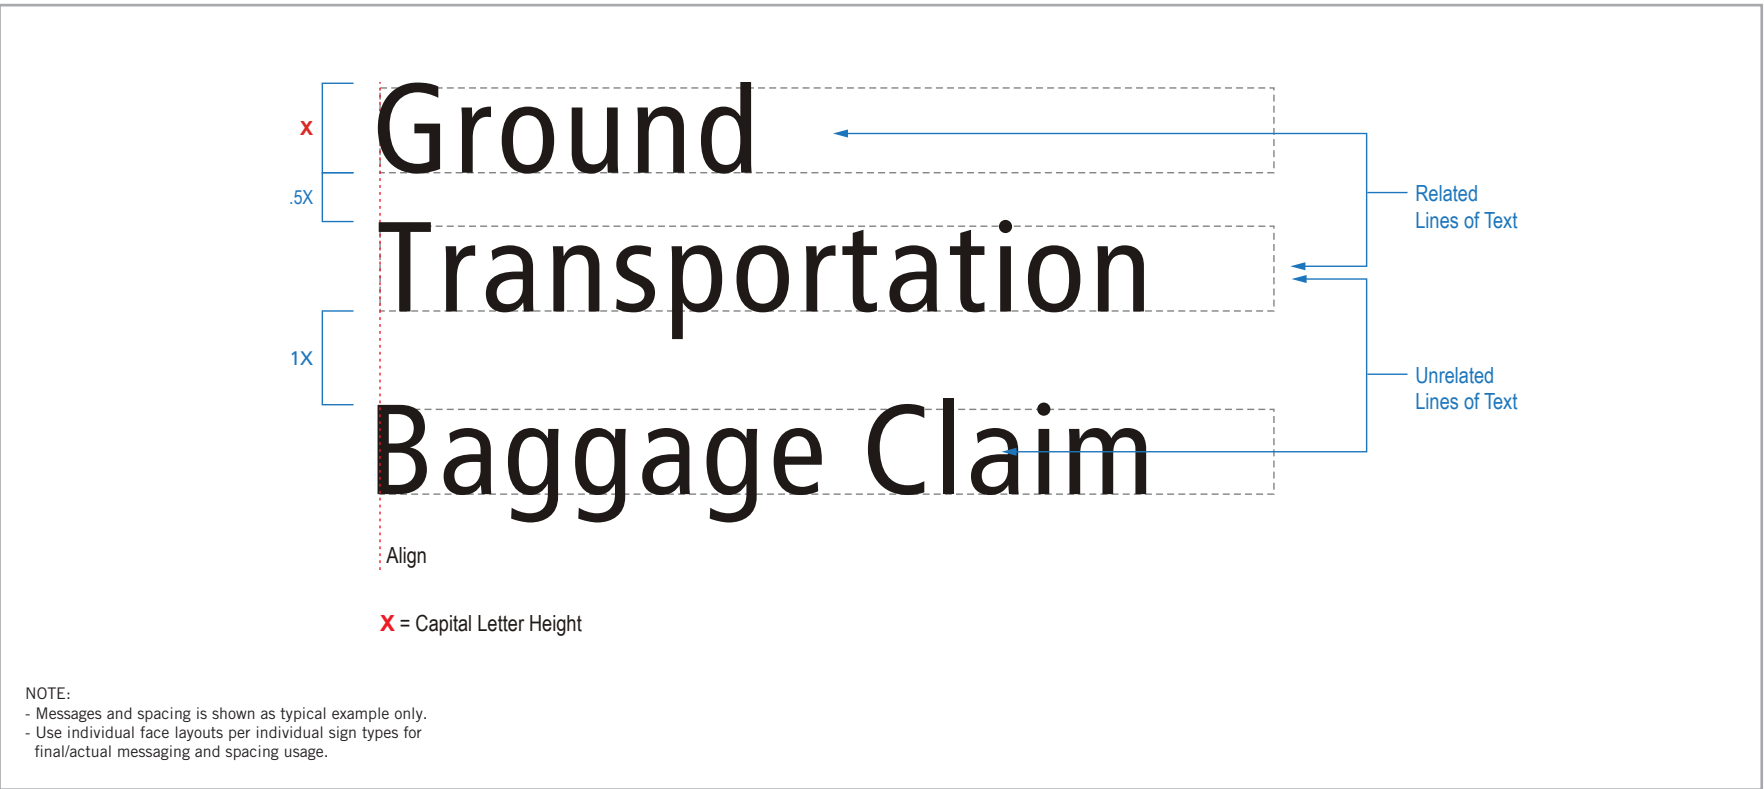 X
Ground
.5X
Related
Lines of Text
Transportation
1X
Unrelated
Lines of Text
Baggage Claim
Align
X = Capital Letter Height
NOTE:
- Messages and spacing is shown as typical example only.
- Use individual face layouts per individual sign types for
final/actual messaging and spacing usage.